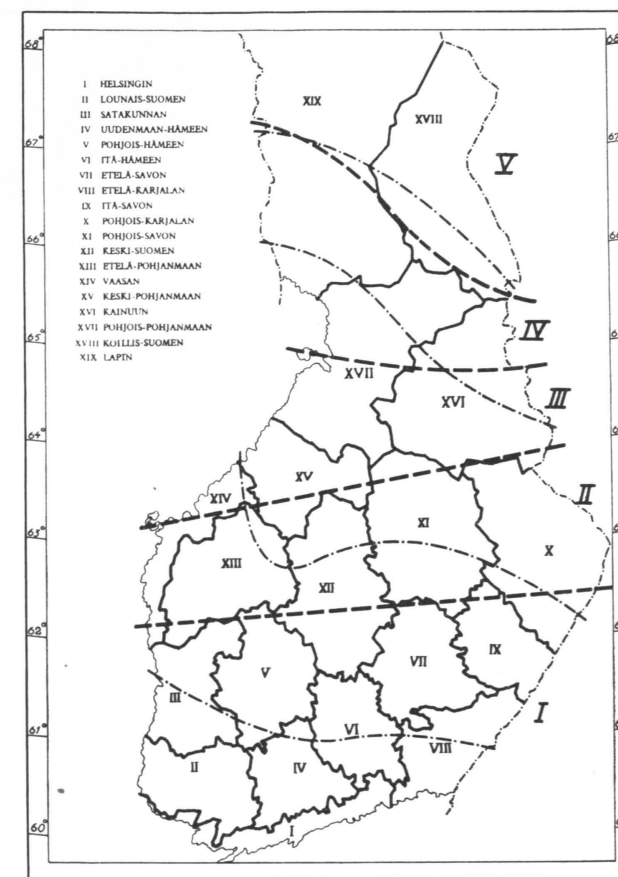 68°
67°
66°
65°
64°
63°
62°
61°
60°
I HELSINGIN
II LOUNAIS-SUOMEN
III SATAKUNNAN
IV UUDENMAAN-HÄMEEN
V POHJOIS-HÄMEEN
VI ITÄ-HÄMEEN
VII ETELÄ-SAVON
VIII ETELÄ-KARJALAN
IX ITÄ-SAVON
X POHJOIS-KARJALAN
XI POHJOIS-SAVON
XII KESKI-SUOMEN
XIII ETELÄ-POHJANMAAN
XIV VAASAN
XV KESKI-POHJANMAAN
XVI KAINUUN
XVII POHJOIS-POHJANMAAN
XVIII KOILLIS-SUOMEN
XIX LAPIN
XIX
XVIII
V
IV
XVII
XVI
III
XV
XIV
II
XI
X
XIII
XII
IX
V
VII
III
I
VI
VIII
II
IV
I